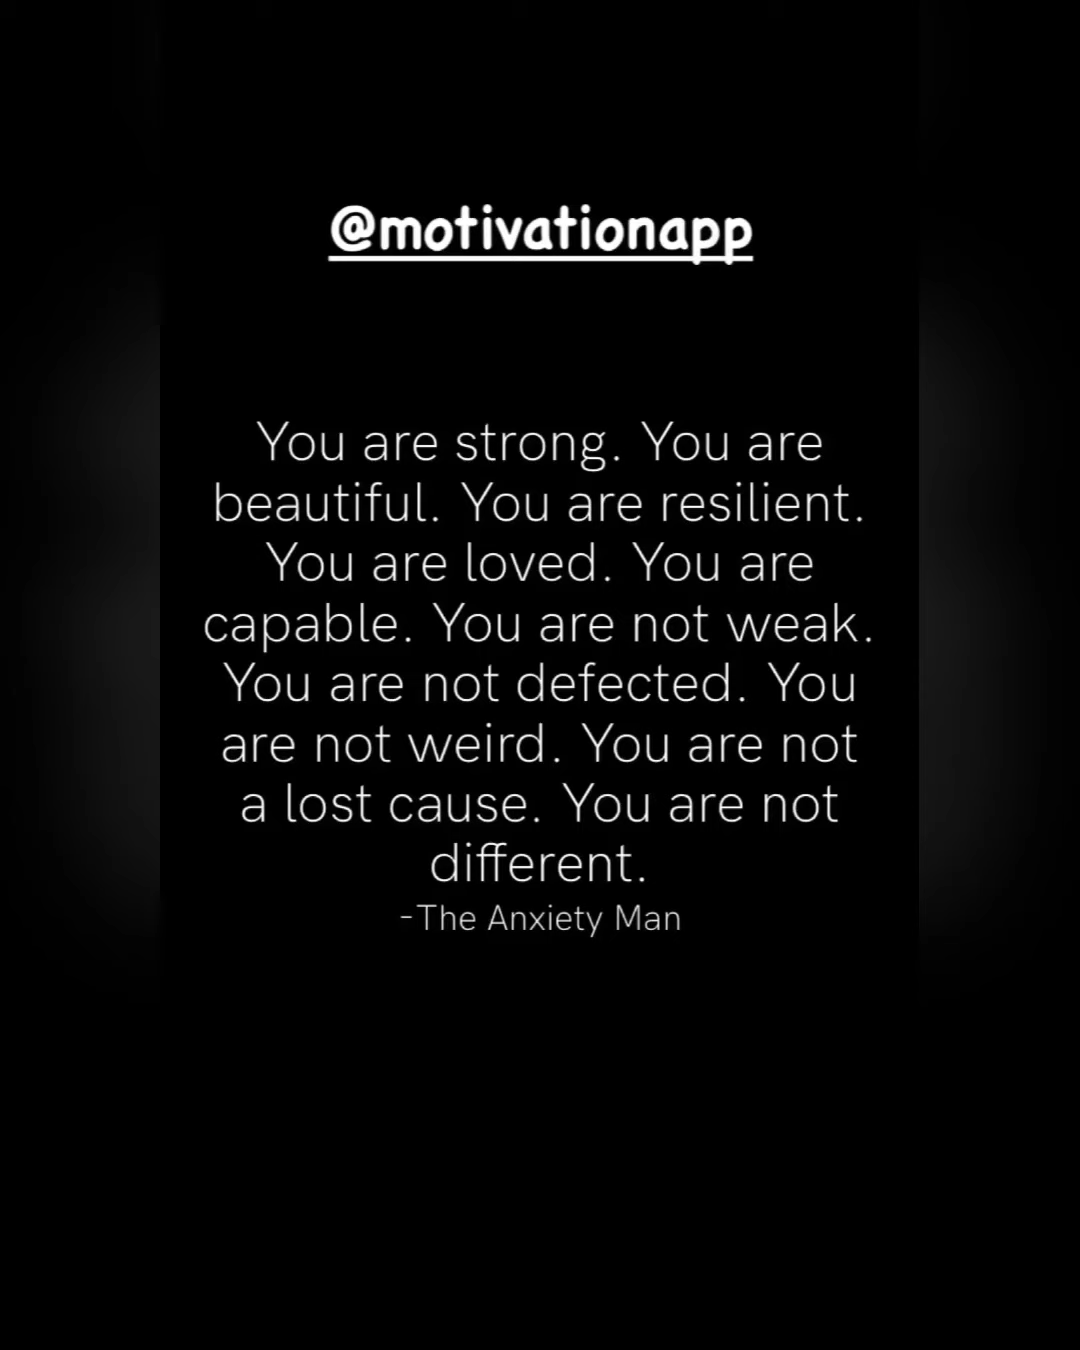 @motivationapp
You are strong. You are
beautiful. You are resilient.
You are loved. You are
capable. You are not weak.
You are not defected. You
are not weird. You are not
a lost cause. You are not
different.
-The Anxiety Man